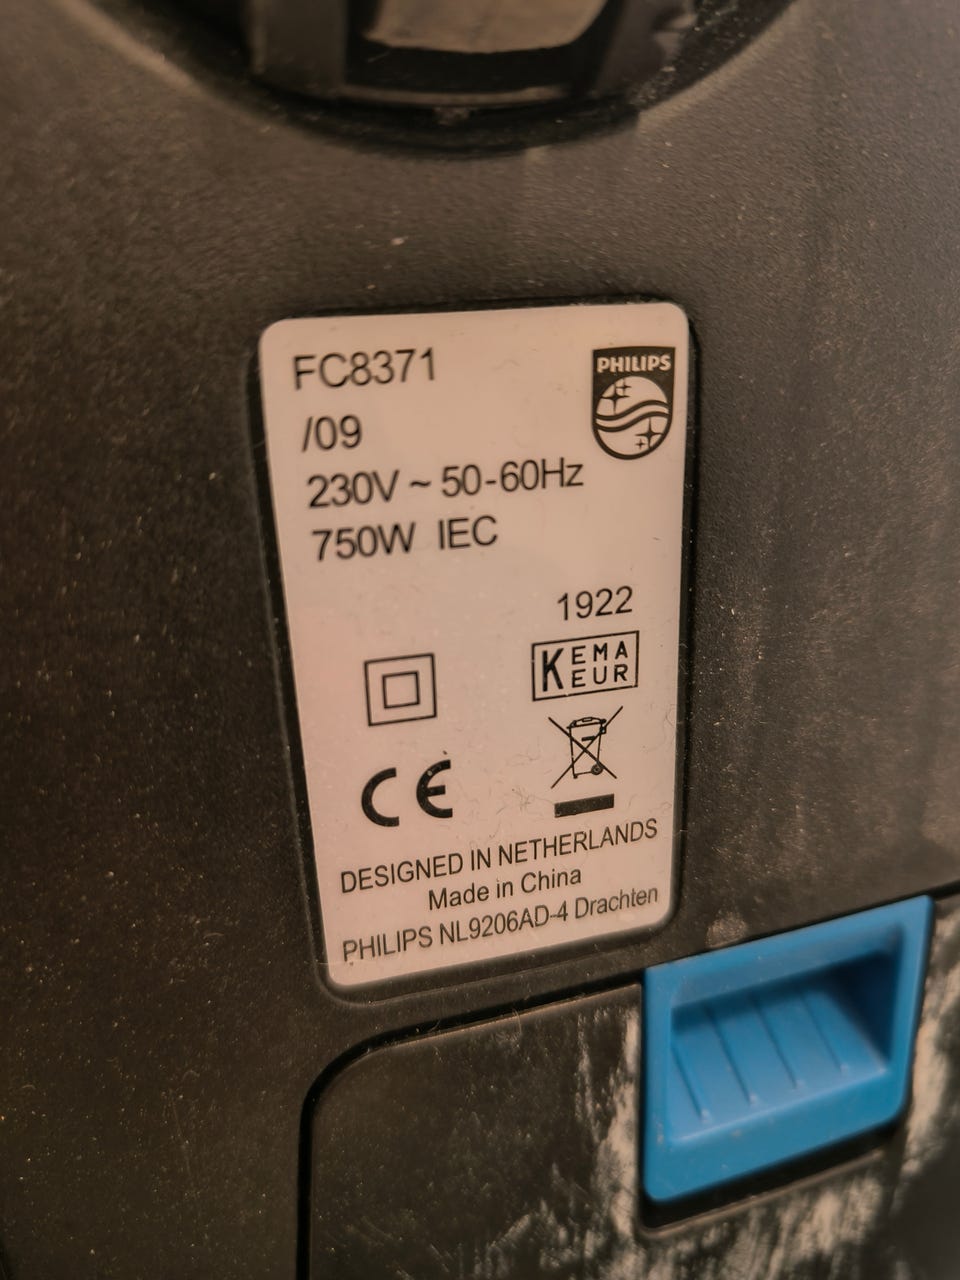 FC8371
PHILIPS
/09
230V ~ 50-60Hz
750W IEC
1922
KEMA
EUR
CE
DESIGNED IN NETHERLANDS
Made in China
PHILIPS NL9206AD-4 Drachten